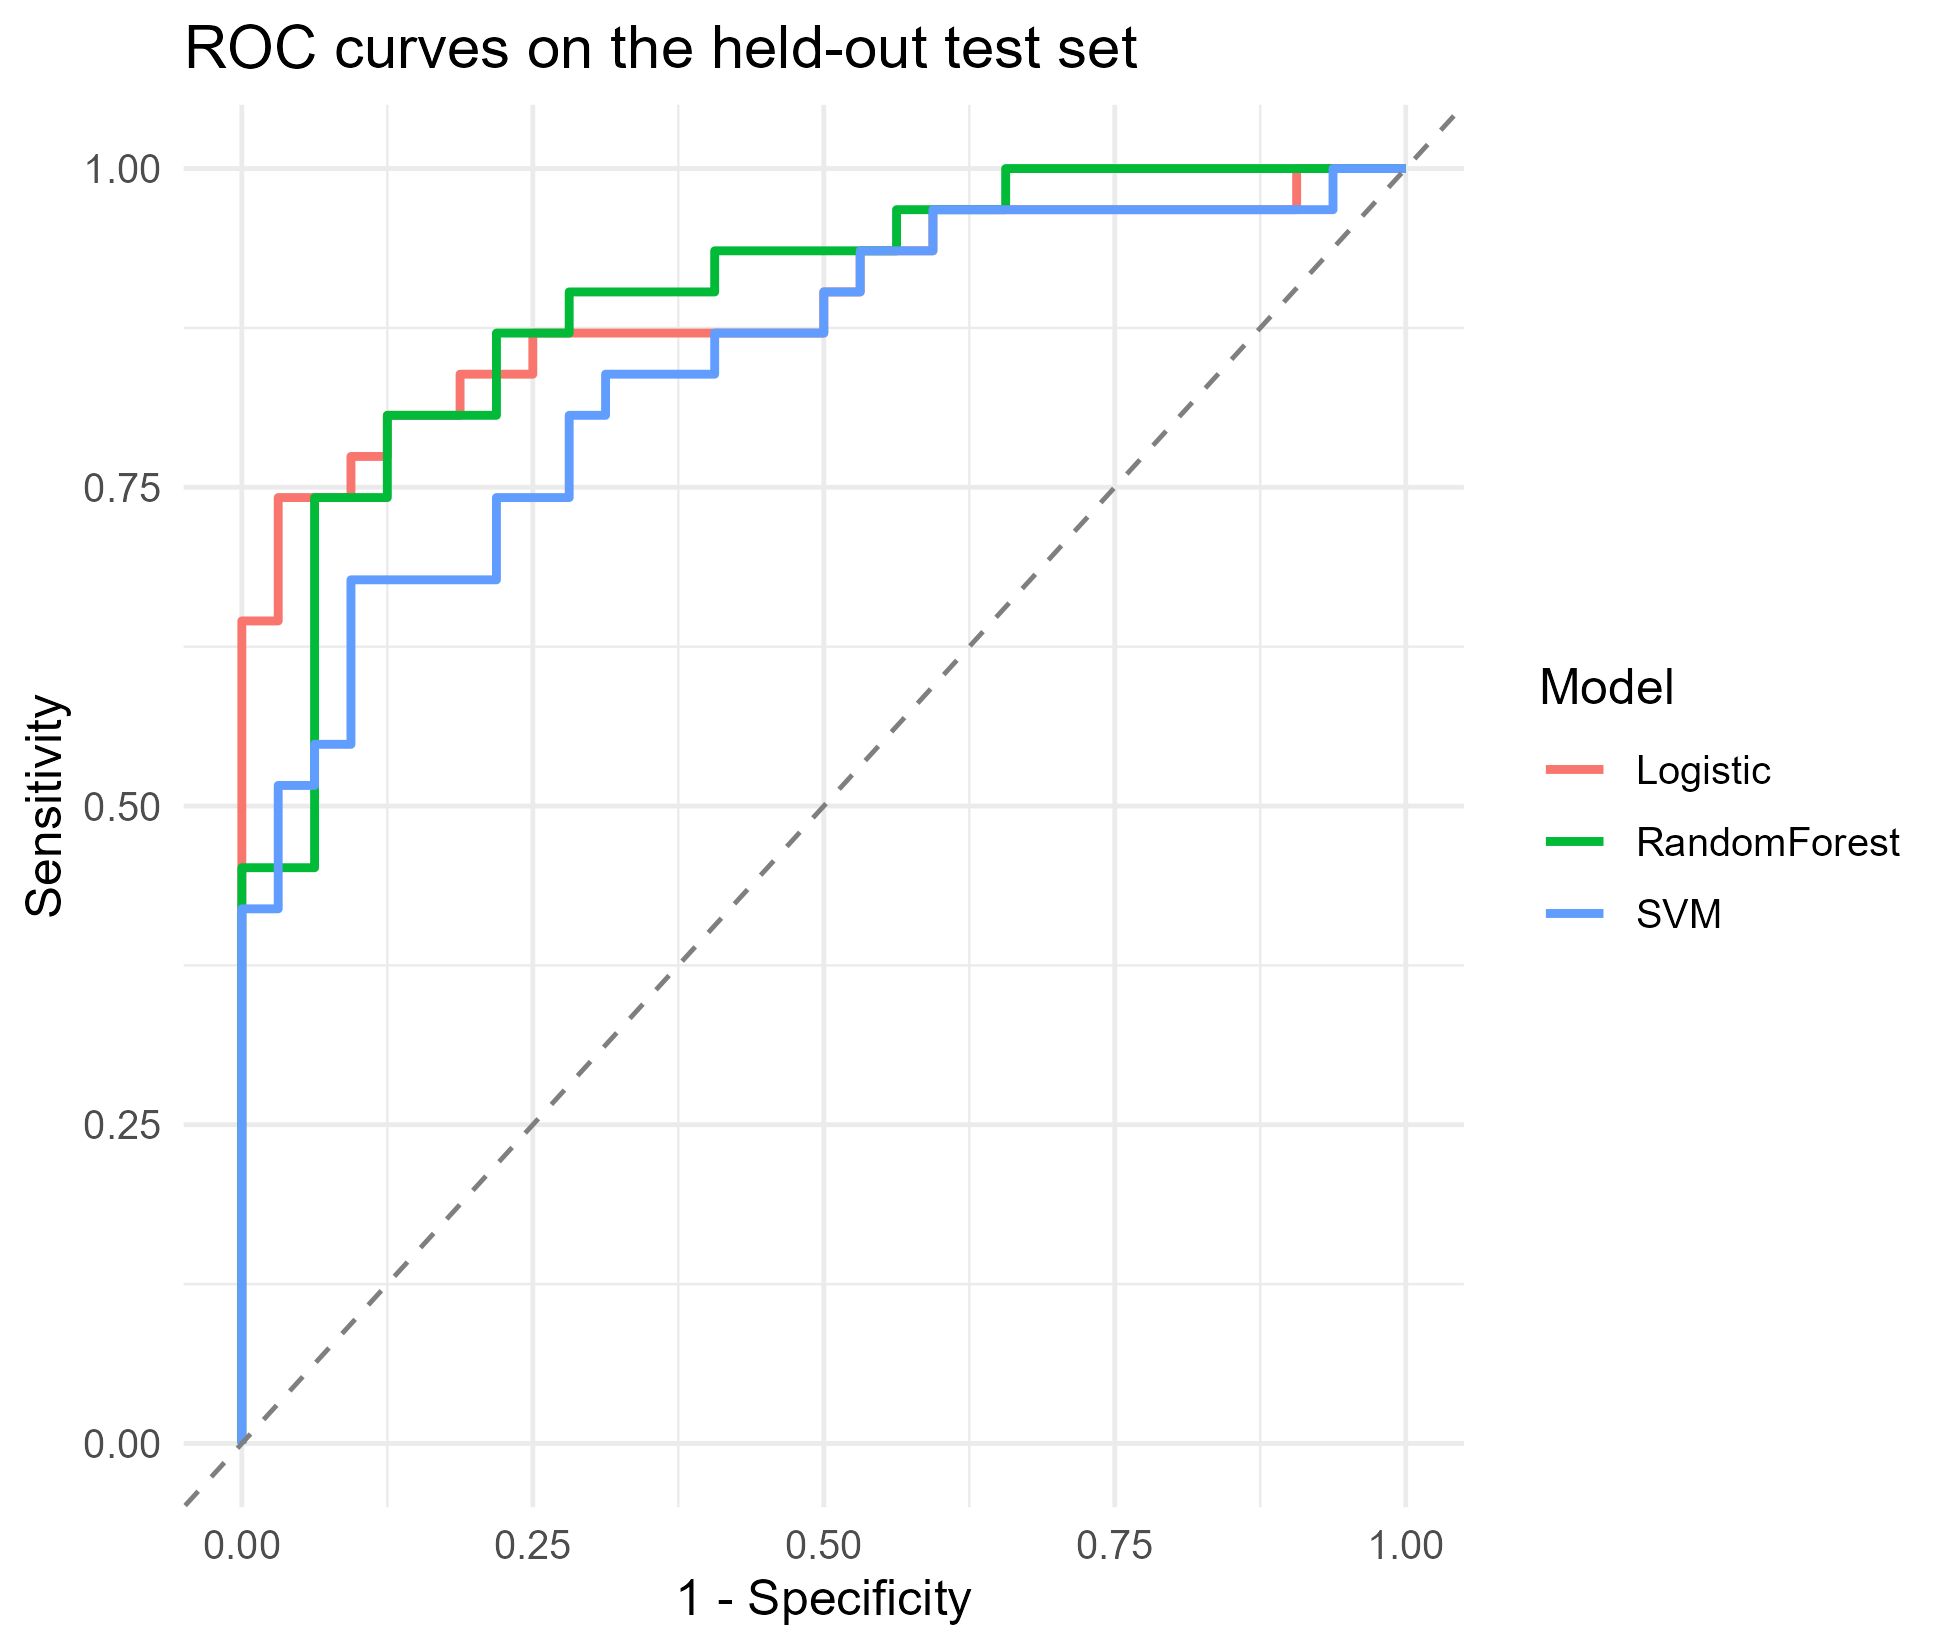 ROC curves on the held-out test set
1.00
0.75
0.50
0.25
0.00
Sensitivity
0.00 0.25 0.50 0.75 1.00
1 - Specificity
Model
Logistic
RandomForest
SVM